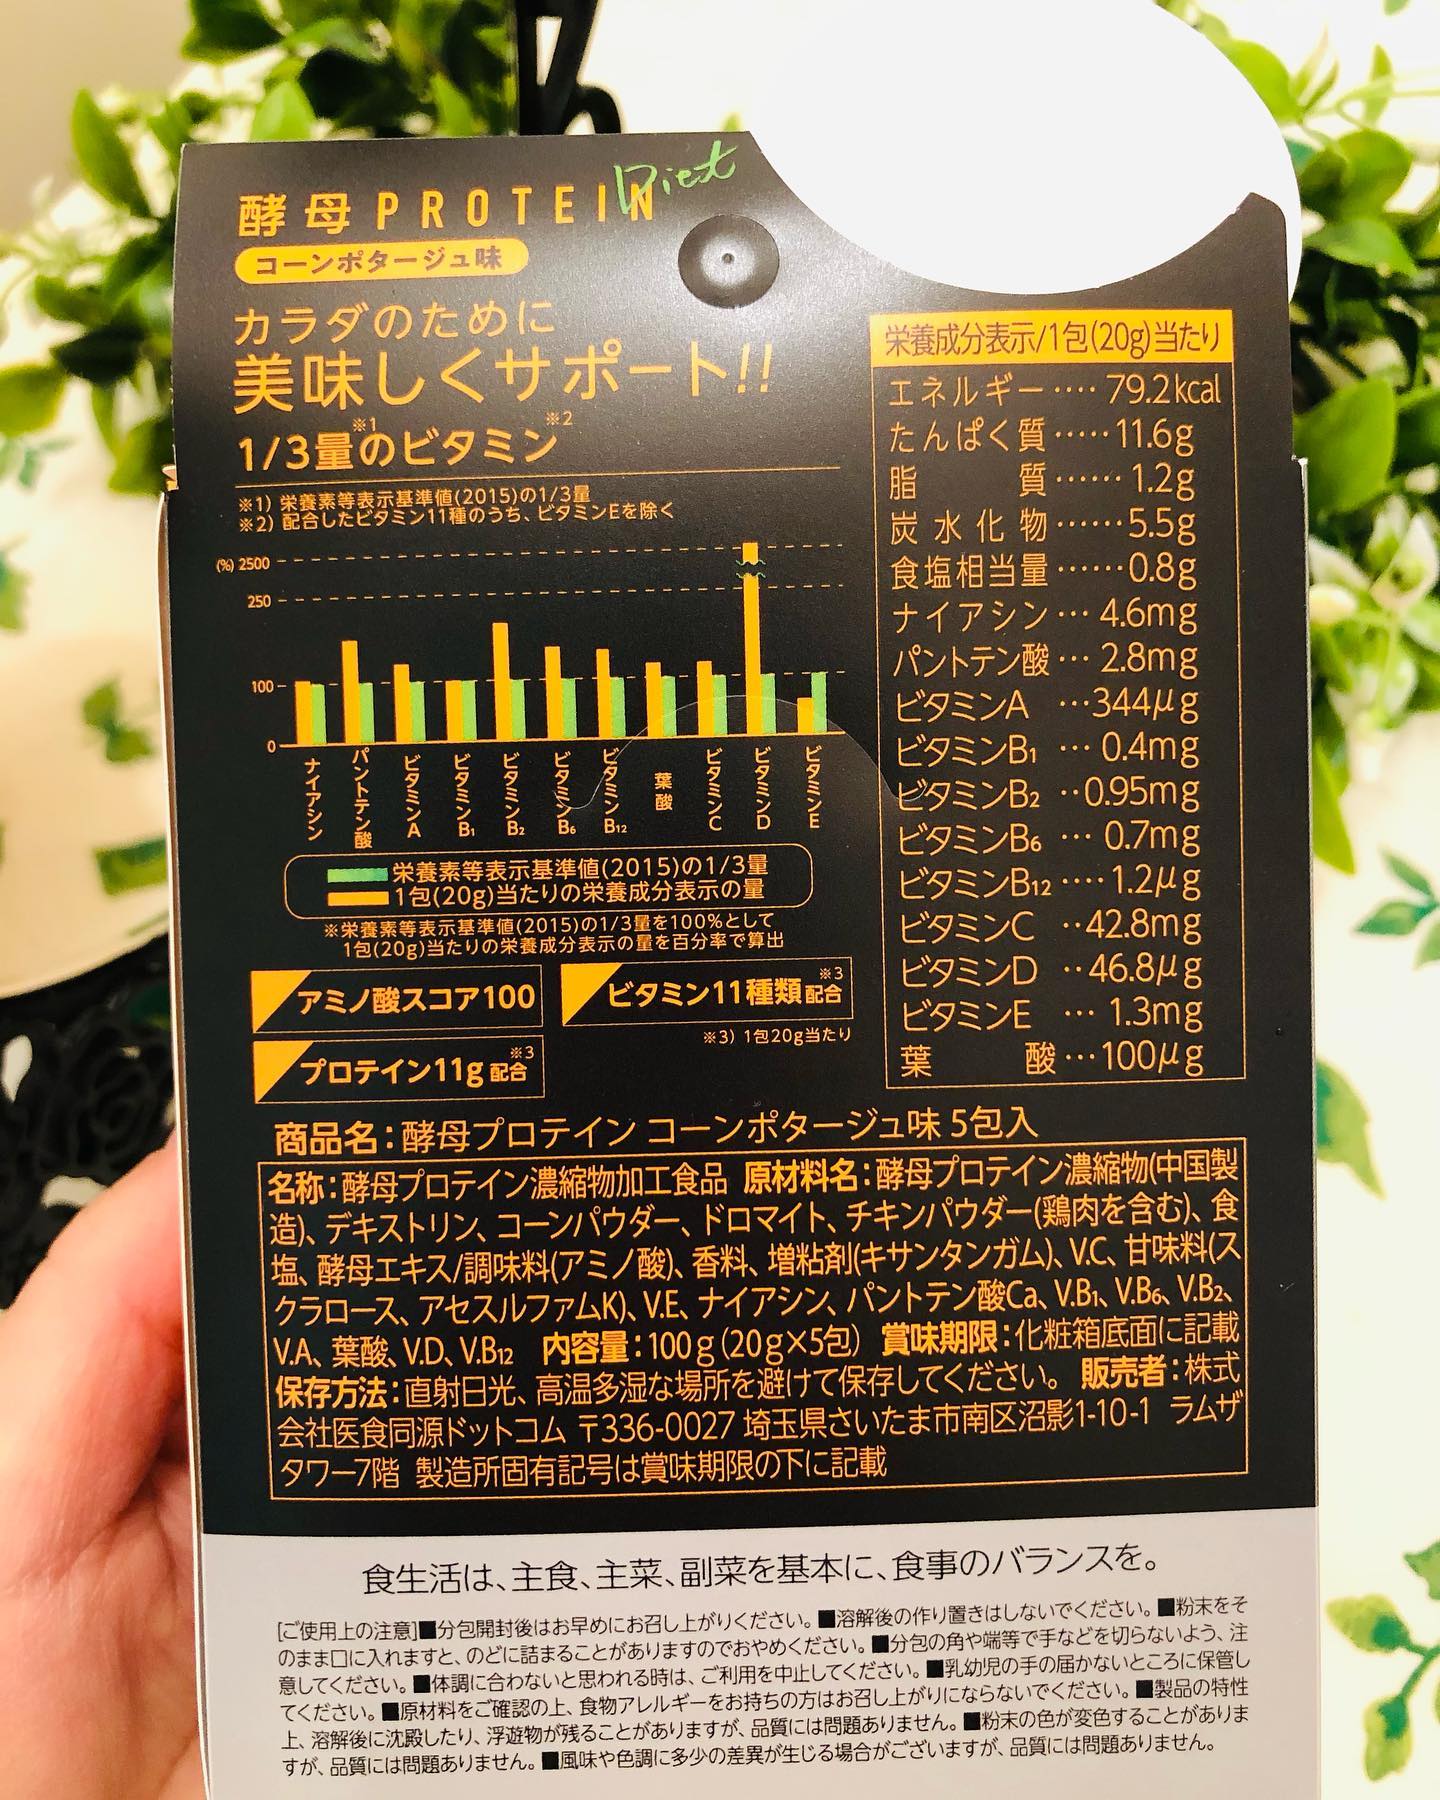 酵母PROTEIN
Diet
コーンポタージュ味
カラダのために
美味しくサポート!!
1/3量※1のビタミン※2
※1) 栄養素等表示基準値(2015)の1/3量
※2) 配合したビタミン11種のうち、ビタミンEを除く
(%) 2500
250
100
0
ナイアシン
パントテン酸
ビタミンA
ビタミンB1
ビタミンB2
ビタミンB6
ビタミンB12
葉酸
ビタミンC
ビタミンD
ビタミンE
栄養素等表示基準値(2015)の1/3量
1包(20g)当たりの栄養成分表示の量
※栄養素等表示基準値(2015)の1/3量を100%として
1包(20g)当たりの栄養成分表示の量を百分率で算出
アミノ酸スコア100
ビタミン11種類配合※3
※3) 1包20g当たり
プロテイン11g配合※3
栄養成分表示/1包(20g)当たり
エネルギー‥‥79.2kcal
たんぱく質‥‥‥11.6g
脂質‥‥‥1.2g
炭水化物‥‥‥5.5g
食塩相当量‥‥‥0.8g
ナイアシン…4.6mg
パントテン酸…2.8mg
ビタミンA…344μg
ビタミンB1…0.4mg
ビタミンB2‥0.95mg
ビタミンB6…0.7mg
ビタミンB12‥‥1.2μg
ビタミンC‥42.8mg
ビタミンD‥46.8μg
ビタミンE…1.3mg
葉酸…100μg
商品名：酵母プロテイン コーンポタージュ味 5包入
名称：酵母プロテイン濃縮物加工食品 原材料名：酵母プロテイン濃縮物(中国製
造)、デキストリン、コーンパウダー、ドロマイト、チキンパウダー(鶏肉を含む)、食
塩、酵母エキス/調味料(アミノ酸)、香料、増粘剤(キサンタンガム)、V.C、甘味料(ス
クラロース、アセスルファムK)、V.E、ナイアシン、パントテン酸Ca、V.B1、V.B6、V.B2、
V.A、葉酸、V.D、V.B12 内容量：100g(20g×5包) 賞味期限：化粧箱底面に記載
保存方法：直射日光、高温多湿な場所を避けて保存してください。 販売者：株式
会社医食同源ドットコム 〒336-0027 埼玉県さいたま市南区沼影1-10-1 ラムザ
タワー7階 製造所固有記号は賞味期限の下に記載
食生活は、主食、主菜、副菜を基本に、食事のバランスを。
[ご使用上の注意]■分包開封後はお早めにお召し上がりください。■溶解後の作り置きはしないでください。■粉末をそ
のまま口に入れますと、のどに詰まることがありますのでおやめください。■分包の角や端等で手などを切らないよう、注
意してください。■体調に合わないと思われる時は、ご利用を中止してください。■乳幼児の手の届かないところに保管し
てください。■原材料をご確認の上、食物アレルギーをお持ちの方はお召し上がりにならないでください。■製品の特性
上、溶解後に沈殿したり、浮遊物が残ることがありますが、品質には問題ありません。■粉末の色が変色することがありま
すが、品質には問題ありません。■風味や色調に多少の差異が生じる場合がございますが、品質には問題ありません。